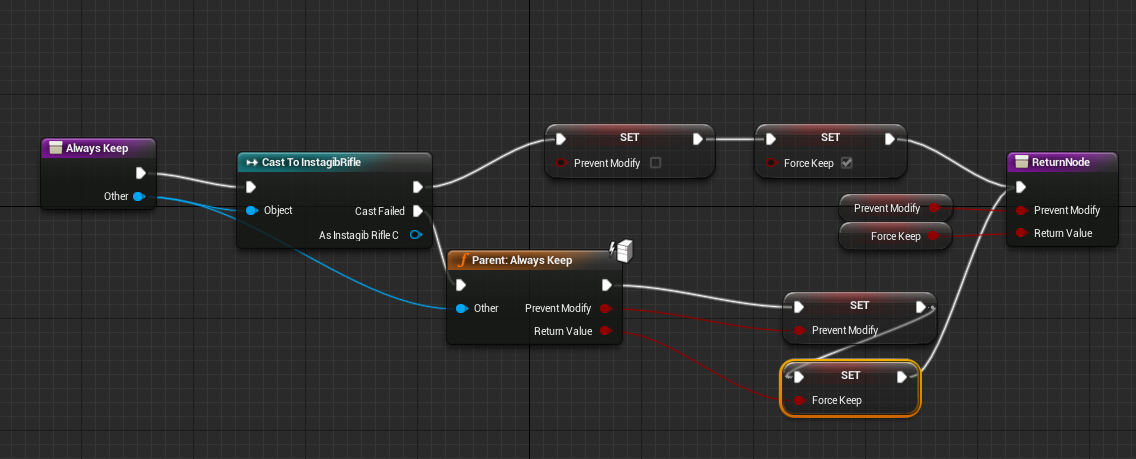 Always Keep
Other
Cast To InstagibRifle
Object
Cast Failed
As Instagib Rifle C
SET
Prevent Modify
SET
Force Keep
ReturnNode
Prevent Modify
Return Value
Prevent Modify
Force Keep
Parent: Always Keep
Other
Prevent Modify
Return Value
SET
Prevent Modify
SET
Force Keep